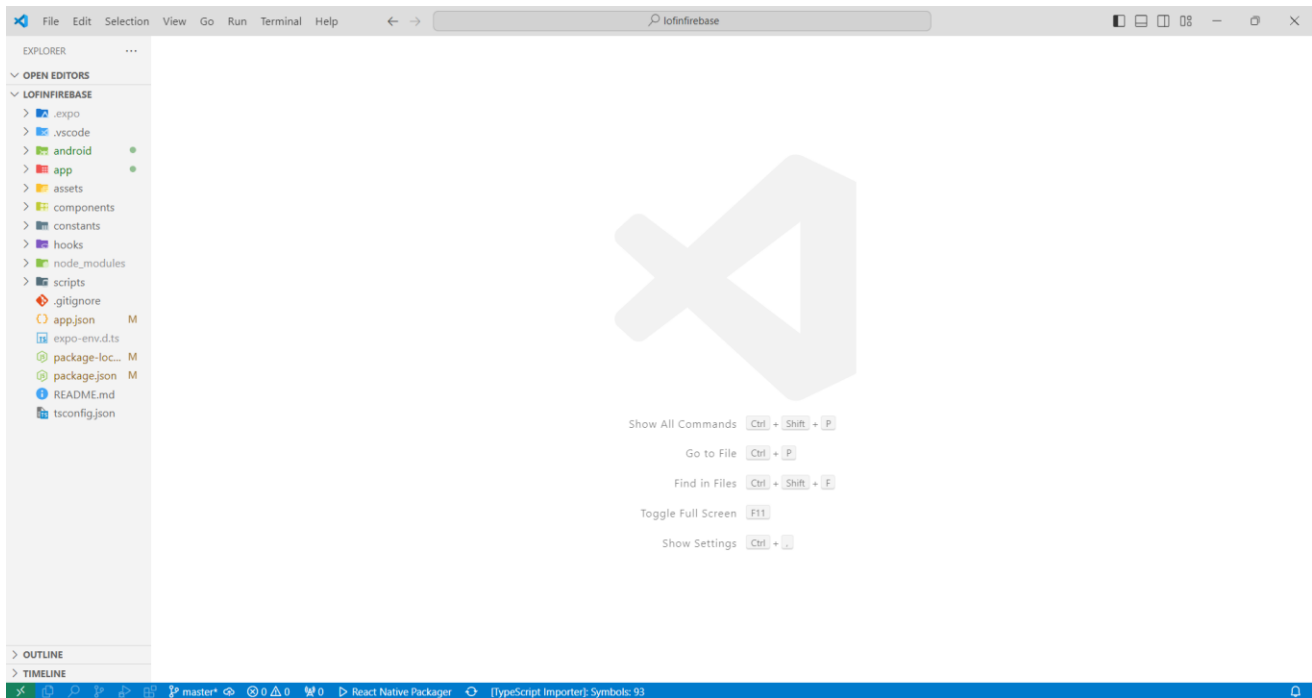 File Edit Selection View Go Run Terminal Help
lofinfirebase
EXPLORER
OPEN EDITORS
LOFINFIREBASE
.expo
.vscode
android
app
assets
components
constants
hooks
node_modules
scripts
.gitignore
app.json M
expo-env.d.ts
package-loc... M
package.json M
README.md
tsconfig.json
Show All Commands Ctrl + Shift + P
Go to File Ctrl + P
Find in Files Ctrl + Shift + F
Toggle Full Screen F11
Show Settings Ctrl + ,
OUTLINE
TIMELINE
master* 0 0 0 React Native Packager [TypeScript Importer]: Symbols: 93